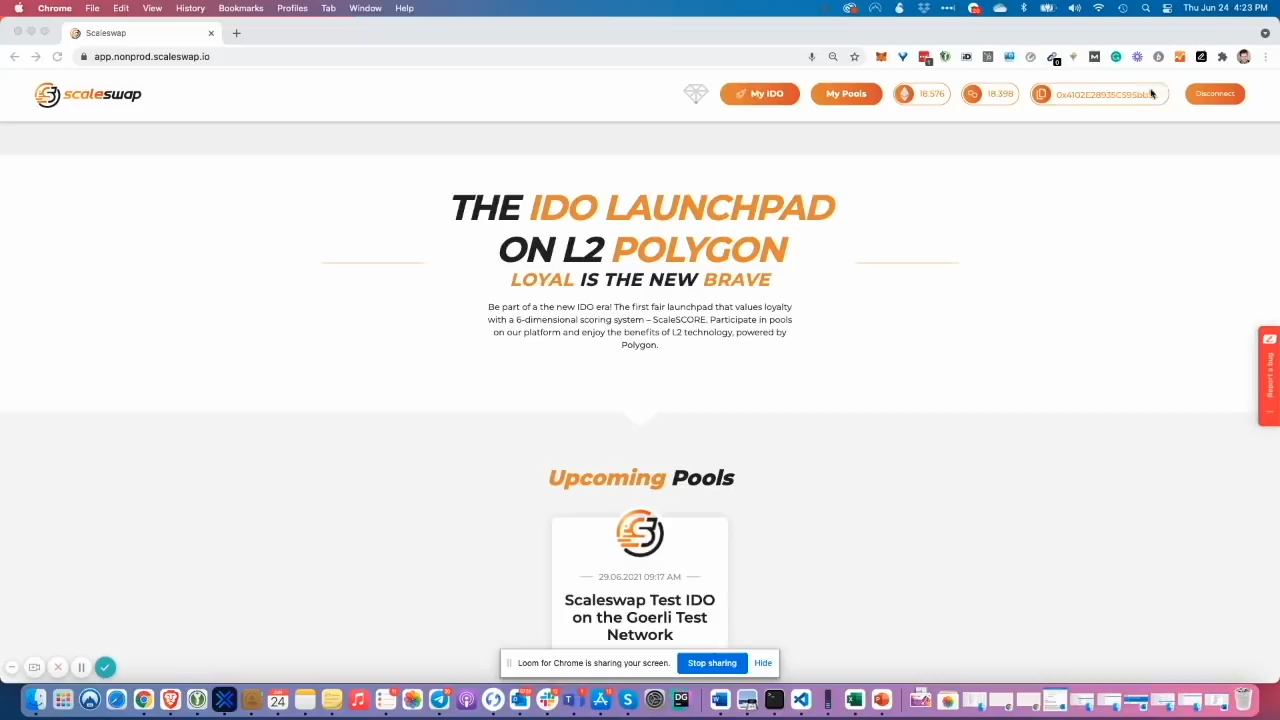 Chrome File Edit View History Bookmarks Profiles Tab Window Help
Thu Jun 24 4:23 PM
Scaleswap
app.nonprod.scaleswap.io
scaleswap
My IDO
My Pools
18.576
18.398
Disconnect
THE IDO LAUNCHPAD
ON L2 POLYGON
LOYAL IS THE NEW BRAVE
Be part of a the new IDO era! The first fair launchpad that values loyalty
with a 6-dimensional scoring system – ScaleSCORE. Participate in pools
on our platform and enjoy the benefits of L2 technology, powered by
Polygon.
Report a bug
Upcoming Pools
29.06.2021 09:17 AM
Scaleswap Test IDO
on the Goerli Test
Network
Loom for Chrome is sharing your screen.
Stop sharing
Hide